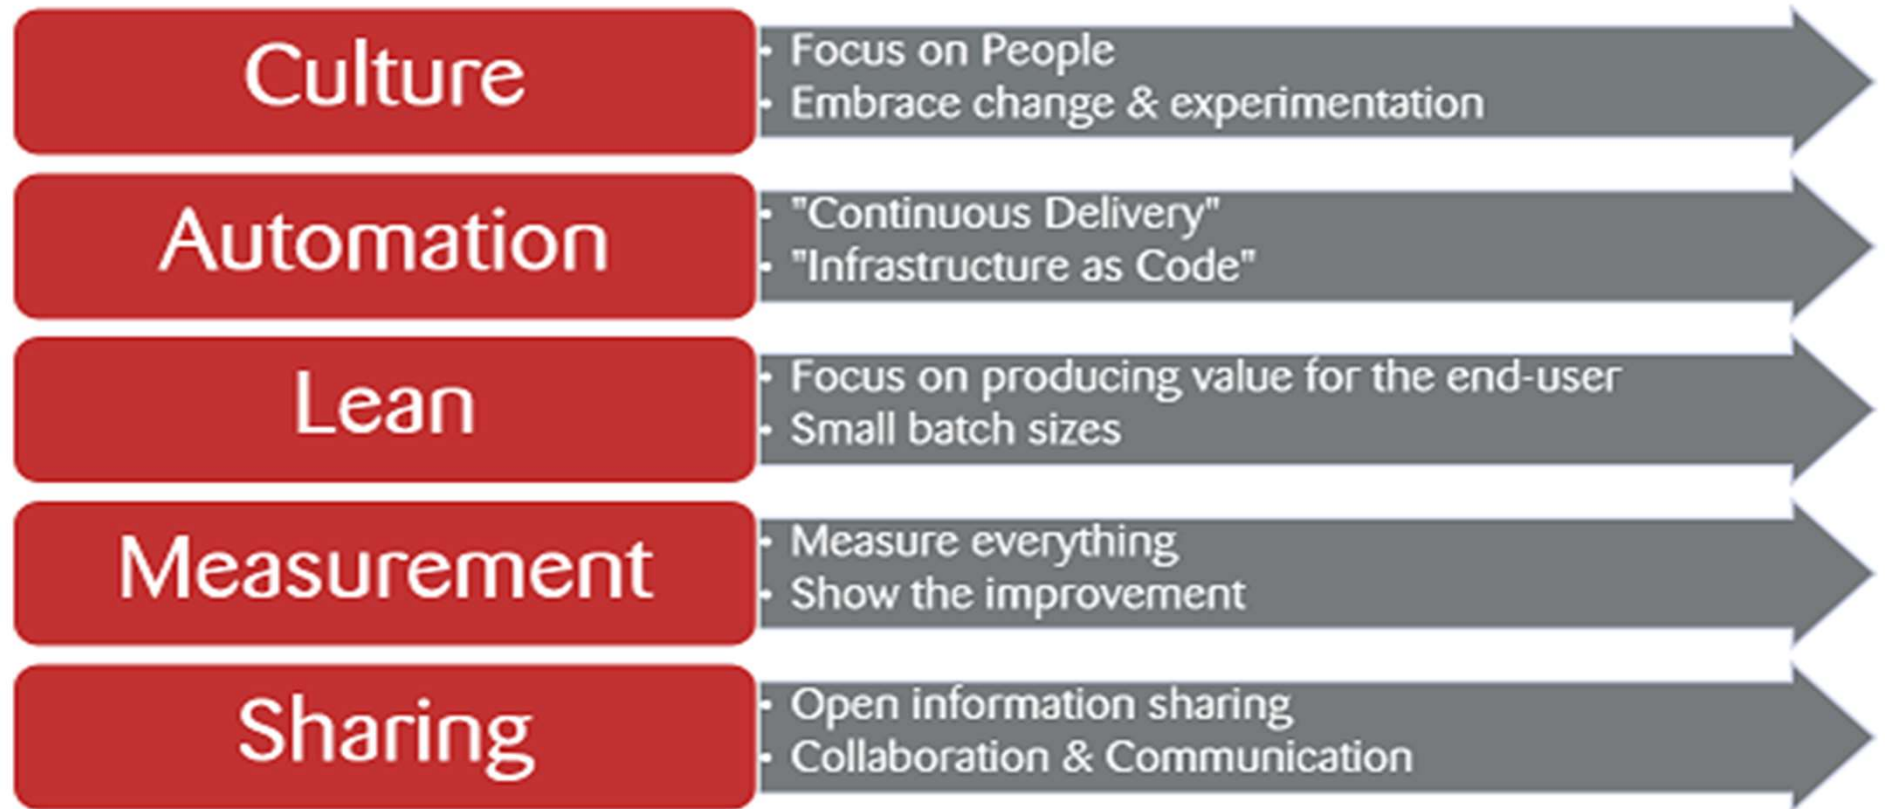 Culture
• Focus on People
• Embrace change & experimentation
Automation
• "Continuous Delivery"
• "Infrastructure as Code"
Lean
• Focus on producing value for the end-user
• Small batch sizes
Measurement
• Measure everything
• Show the improvement
Sharing
• Open information sharing
• Collaboration & Communication